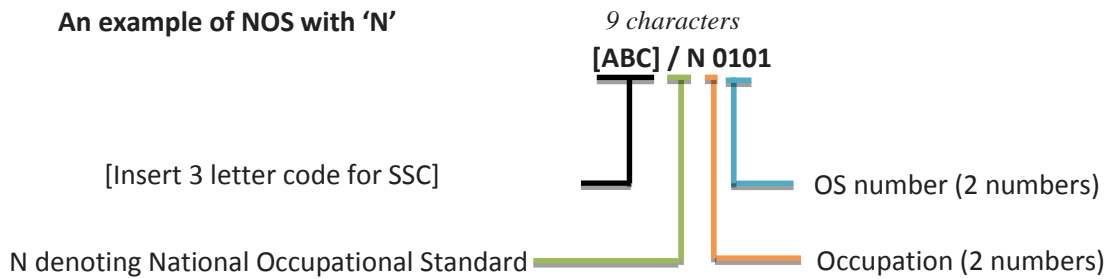 An example of NOS with ‘N’
9 characters
[ABC] / N 0101
[Insert 3 letter code for SSC]
OS number (2 numbers)
N denoting National Occupational Standard
Occupation (2 numbers)